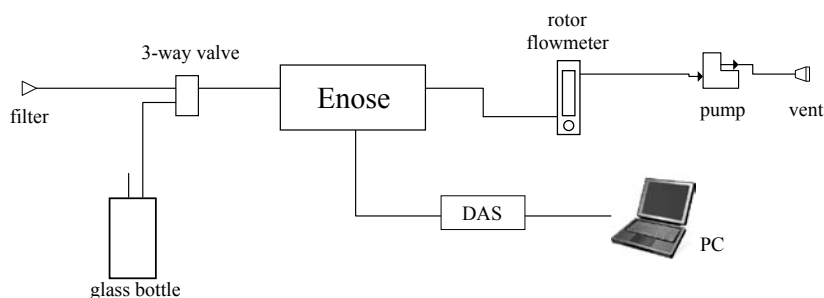 rotor
flowmeter
3-way valve
Enose
filter
pump
vent
DAS
PC
glass bottle